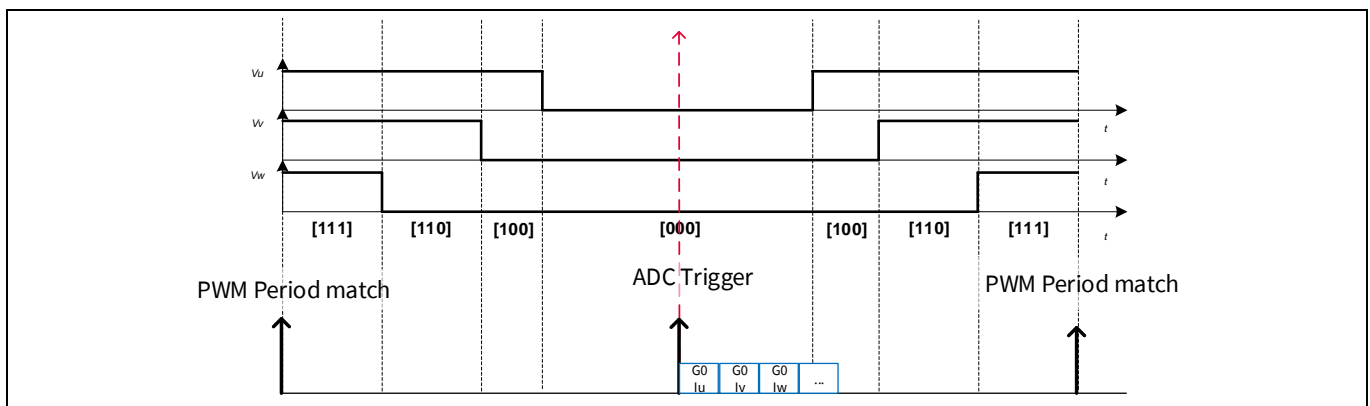 Vu
t
Vv
t
Vw
t
[111] [110] [100] [000] [100] [110] [111]
PWM Period match
ADC Trigger
PWM Period match
G0 G0 G0
Iu Iv Iw ...